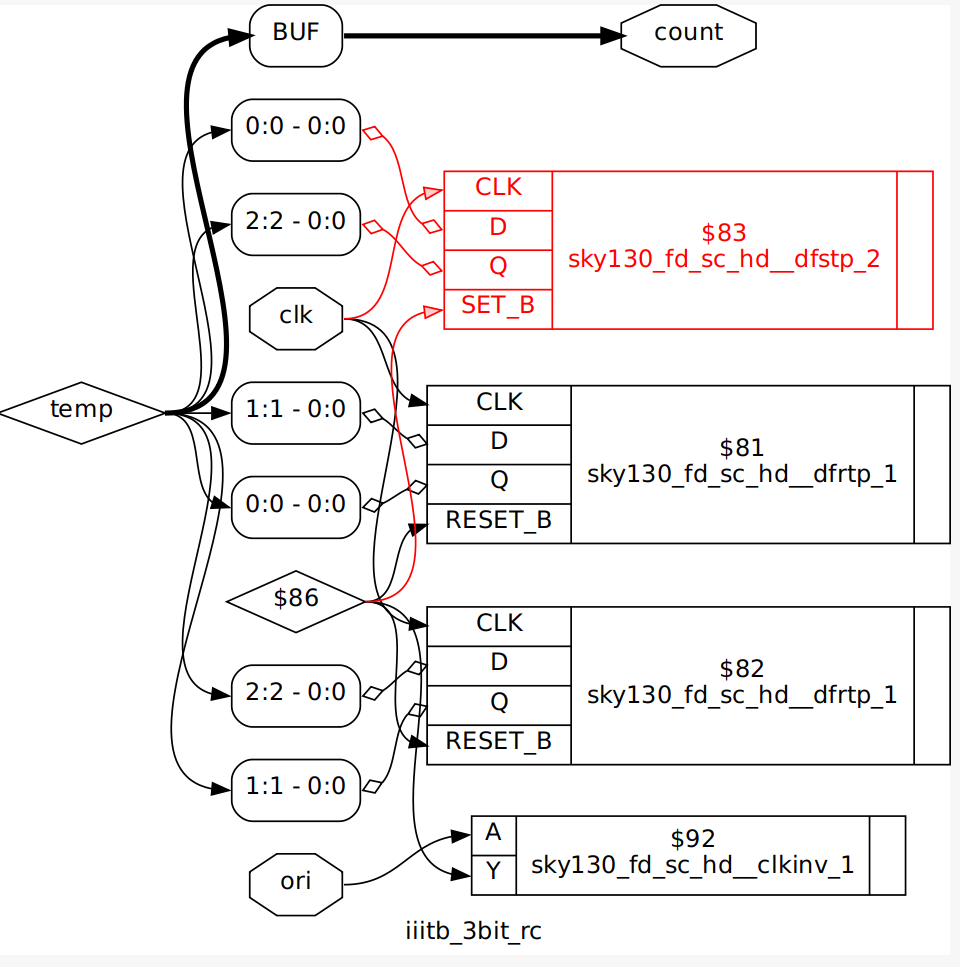 BUF
count
0:0 - 0:0
CLK
D
Q
SET_B
$83
sky130_fd_sc_hd__dfstp_2
2:2 - 0:0
clk
temp
1:1 - 0:0
CLK
D
Q
RESET_B
$81
sky130_fd_sc_hd__dfrtp_1
0:0 - 0:0
$86
CLK
D
Q
RESET_B
$82
sky130_fd_sc_hd__dfrtp_1
2:2 - 0:0
1:1 - 0:0
A
Y
$92
sky130_fd_sc_hd__clkinv_1
ori
iiitb_3bit_rc